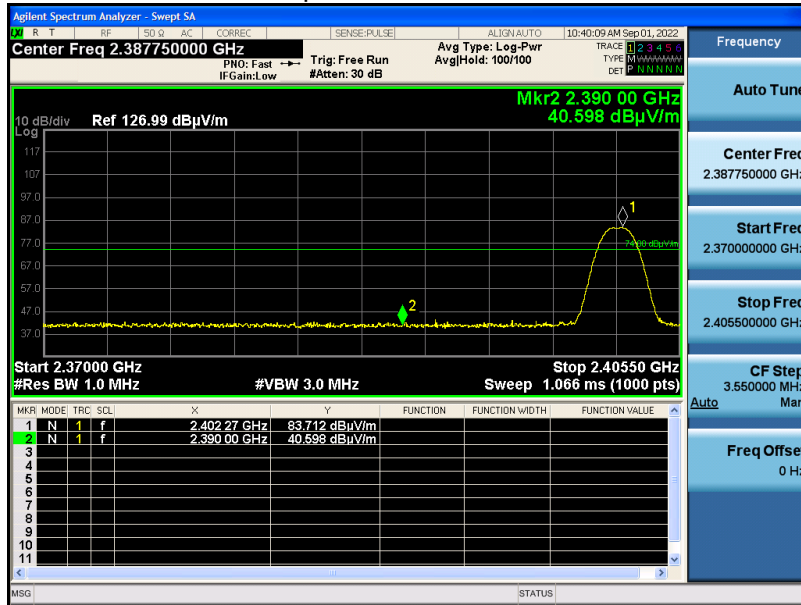 Agilent Spectrum Analyzer - Swept SA
LXI R T RF 50 Ω AC CORREC SENSE:PULSE ALIGN AUTO 10:40:09 AM Sep 01, 2022
Center Freq 2.387750000 GHz
PNO: Fast
IFGain:Low
Trig: Free Run
#Atten: 30 dB
Avg Type: Log-Pwr
Avg|Hold: 100/100
TRACE 1 2 3 4 5 6
TYPE M
DET P N N N N N
Mkr2 2.390 00 GHz
40.598 dBµV/m
10 dB/div Ref 126.99 dBµV/m
Log
117
107
97.0
87.0
77.0
67.0
57.0
47.0
37.0
1
74.00 dBµV/m
2
Start 2.37000 GHz Stop 2.40550 GHz
#Res BW 1.0 MHz #VBW 3.0 MHz Sweep 1.066 ms (1000 pts)
MKR MODE TRC SCL X Y FUNCTION FUNCTION WIDTH FUNCTION VALUE
1 N 1 f 2.402 27 GHz 83.712 dBµV/m
2 N 1 f 2.390 00 GHz 40.598 dBµV/m
3
4
5
6
7
8
9
10
11
MSG STATUS
Frequency
Auto Tune
Center Freq
2.387750000 GHz
Start Freq
2.370000000 GHz
Stop Freq
2.405500000 GHz
CF Step
3.550000 MHz
Auto Man
Freq Offset
0 Hz